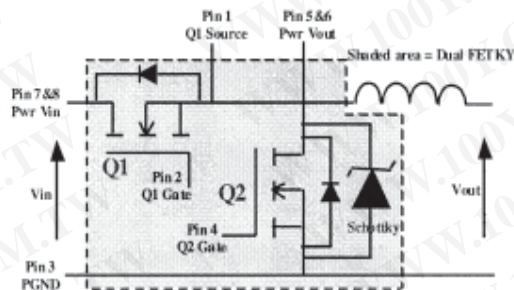 Pin 1
Q1 Source
Pin 5&6
Pwr Vout
Shaded area = Dual FETKY
Pin 7&8
Pwr Vin
Q1
Pin 2
Q1 Gate
Q2
Vin
Vout
Pin 4
Q2 Gate
Schottky
Pin 3
PGND